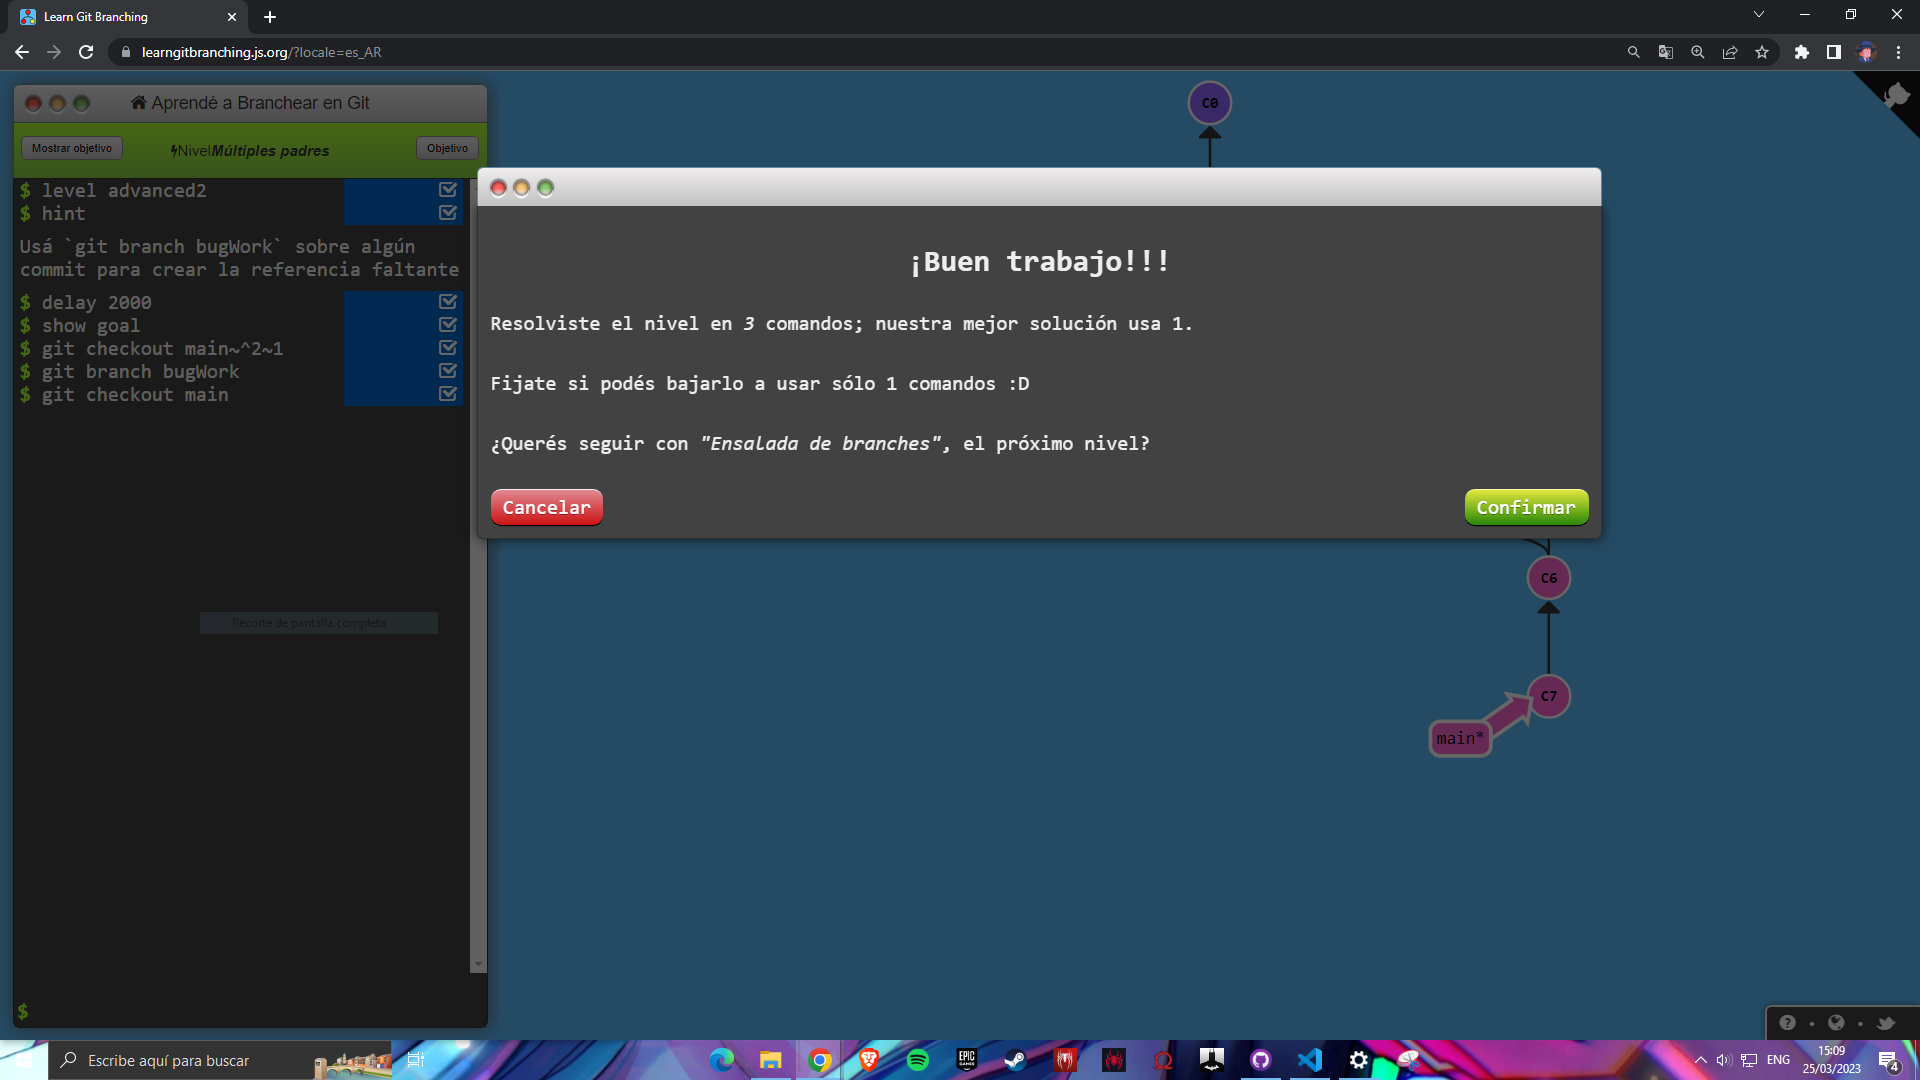 Learn Git Branching
learngitbranching.js.org/?locale=es_AR
Aprendé a Branchear en Git
Mostrar objetivo
Nivel Múltiples padres
Objetivo
$ level advanced2
$ hint
Usá `git branch bugWork` sobre algún
commit para crear la referencia faltante
$ delay 2000
$ show goal
$ git checkout main~^2~1
$ git branch bugWork
$ git checkout main
Recorte de pantalla completa
$
C0
¡Buen trabajo!!!
Resolviste el nivel en 3 comandos; nuestra mejor solución usa 1.
Fijate si podés bajarlo a usar sólo 1 comandos :D
¿Querés seguir con "Ensalada de branches", el próximo nivel?
Cancelar
Confirmar
C6
C7
main*
Escribe aquí para buscar
EPIC
GAMES
ENG
15:09
25/03/2023
4